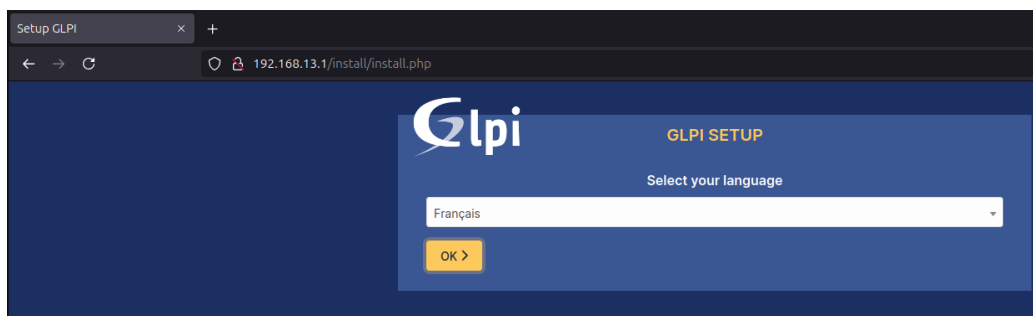 Setup GLPI
192.168.13.1/install/install.php
Glpi
GLPI SETUP
Select your language
Français
OK